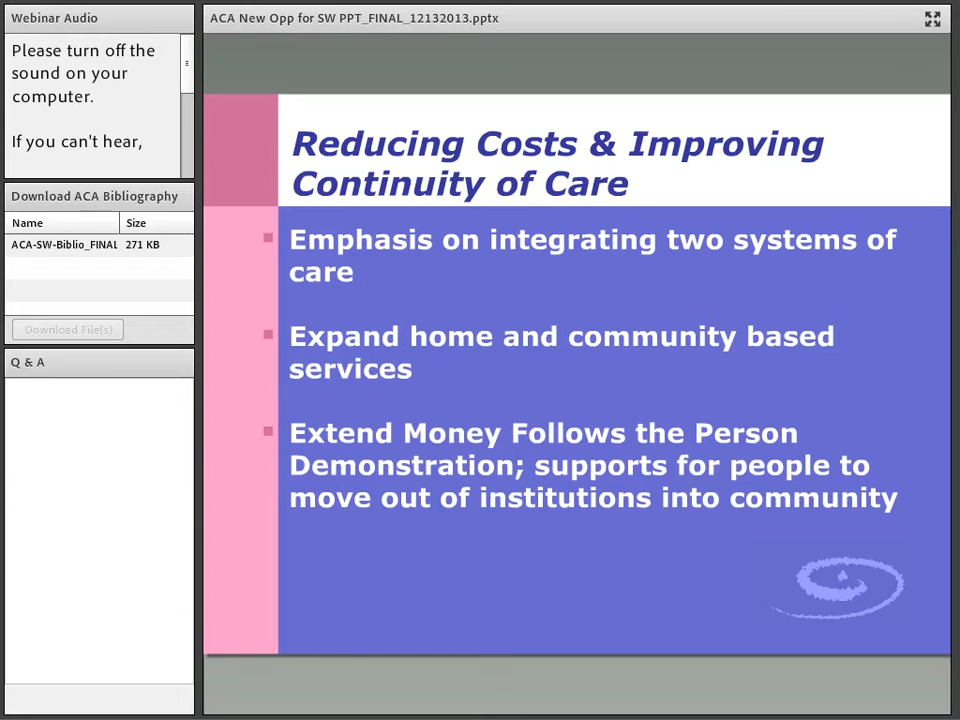 Webinar Audio
Please turn off the
sound on your
computer.
If you can't hear,
Download ACA Bibliography
Name Size
ACA-SW-Biblio_FINAL 271 KB
Download File(s)
Q & A
ACA New Opp for SW PPT_FINAL_12132013.pptx
Reducing Costs & Improving
Continuity of Care
Emphasis on integrating two systems of
care
Expand home and community based
services
Extend Money Follows the Person
Demonstration; supports for people to
move out of institutions into community